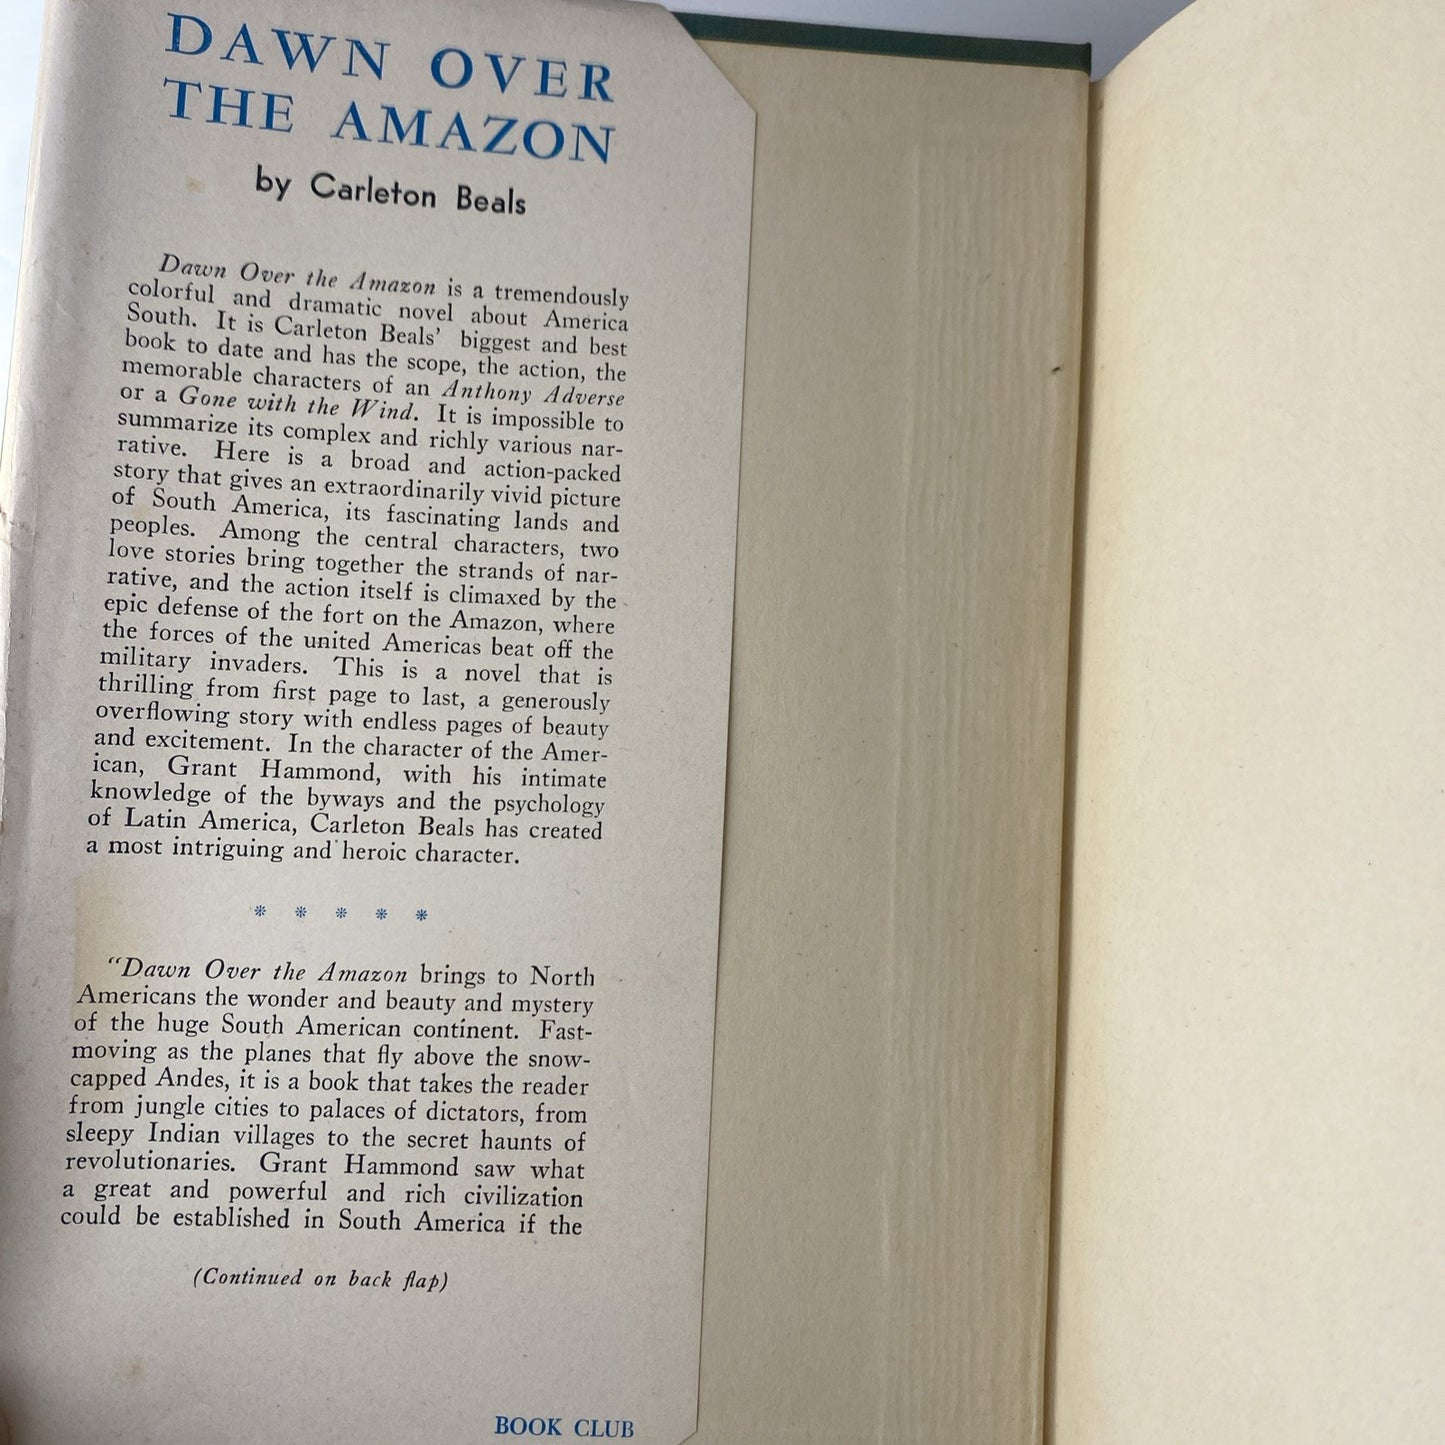 DAWN OVER
THE AMAZON
by Carleton Beals
Dawn Over the Amazon is a tremendously
colorful and dramatic novel about America
South. It is Carleton Beals' biggest and best
book to date and has the scope, the action, the
memorable characters of an Anthony Adverse
or a Gone with the Wind. It is impossible to
summarize its complex and richly various nar-
rative. Here is a broad and action-packed
story that gives an extraordinarily vivid picture
of South America, its fascinating lands and
peoples. Among the central characters, two
love stories bring together the strands of nar-
rative, and the action itself is climaxed by the
epic defense of the fort on the Amazon, where
the forces of the united Americas beat off the
military invaders. This is a novel that is
thrilling from first page to last, a generously
overflowing story with endless pages of beauty
and excitement. In the character of the Amer-
ican, Grant Hammond, with his intimate
knowledge of the byways and the psychology
of Latin America, Carleton Beals has created
a most intriguing and heroic character.
* * * * *
"Dawn Over the Amazon brings to North
Americans the wonder and beauty and mystery
of the huge South American continent. Fast-
moving as the planes that fly above the snow-
capped Andes, it is a book that takes the reader
from jungle cities to palaces of dictators, from
sleepy Indian villages to the secret haunts of
revolutionaries. Grant Hammond saw what
a great and powerful and rich civilization
could be established in South America if the
(Continued on back flap)
BOOK CLUB